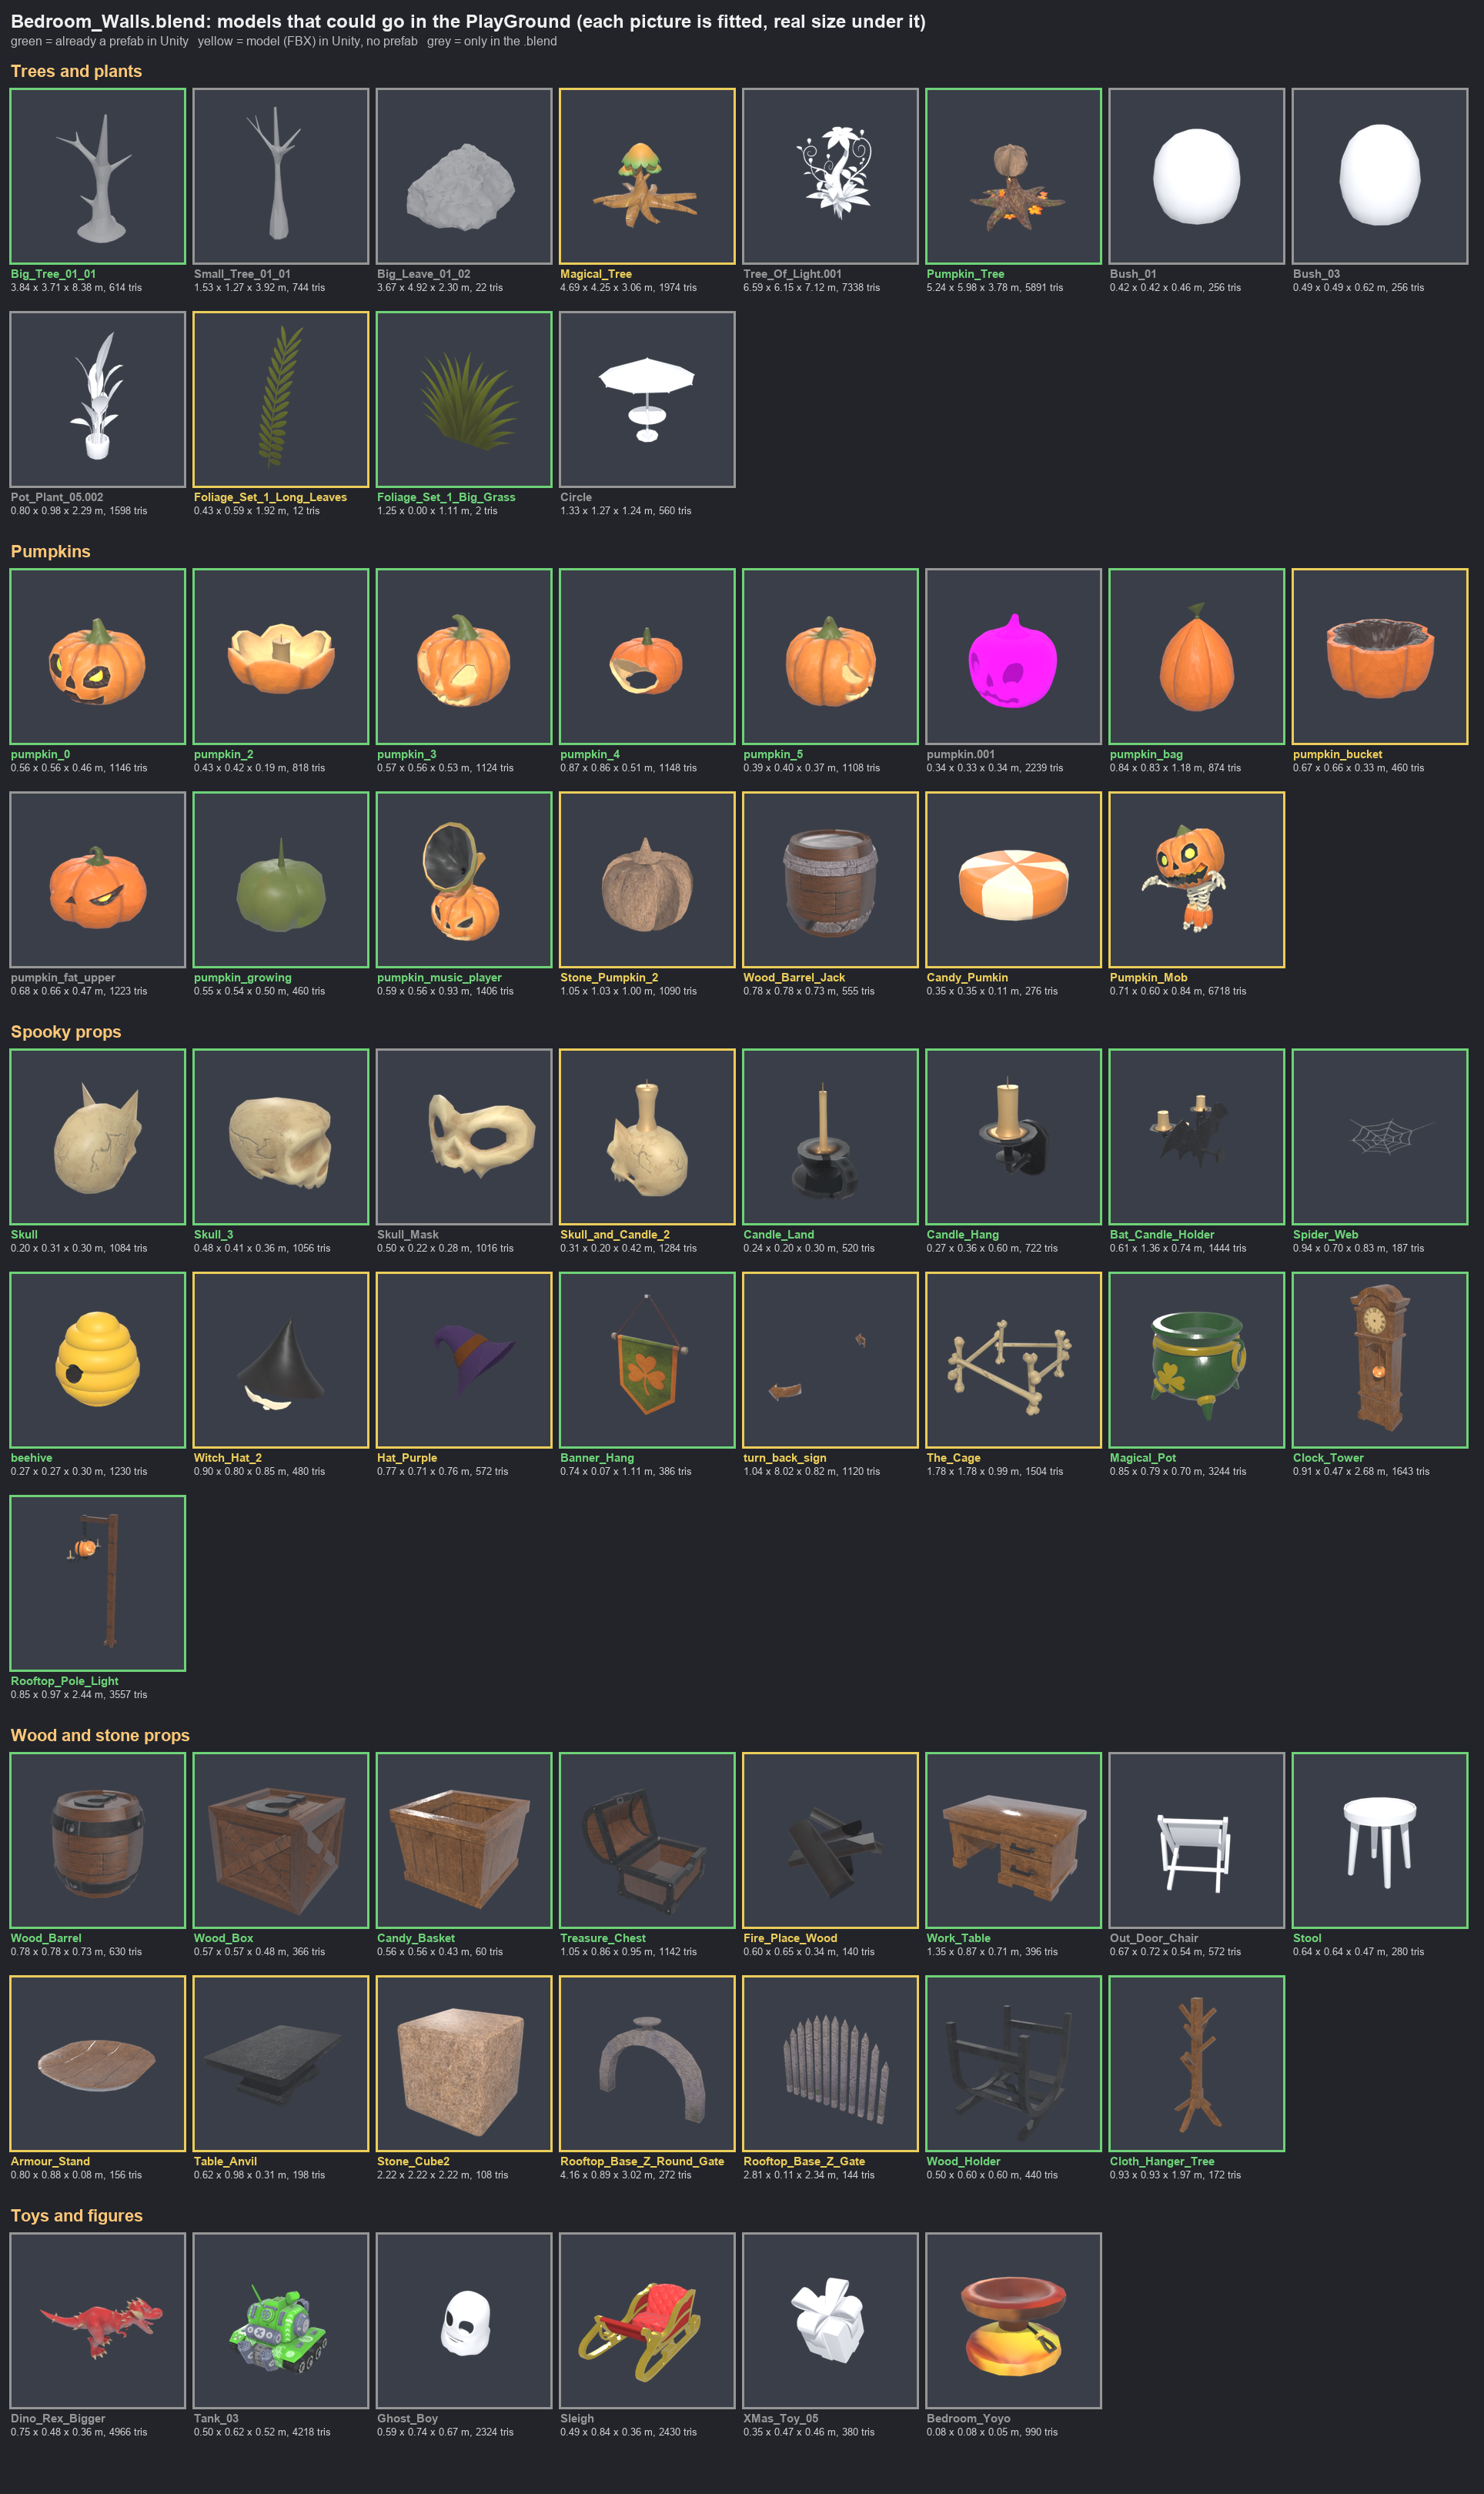 Bedroom_Walls.blend: models that could go in the PlayGround (each picture is fitted, real size under it)
green = already a prefab in Unity   yellow = model (FBX) in Unity, no prefab   grey = only in the .blend
Trees and plants
Big_Tree_01_01
3.84 x 3.71 x 8.38 m, 614 tris
Small_Tree_01_01
1.53 x 1.27 x 3.92 m, 744 tris
Big_Leave_01_02
3.67 x 4.92 x 2.30 m, 22 tris
Magical_Tree
4.69 x 4.25 x 3.06 m, 1974 tris
Tree_Of_Light.001
6.59 x 6.15 x 7.12 m, 7338 tris
Pumpkin_Tree
5.24 x 5.98 x 3.78 m, 5891 tris
Bush_01
0.42 x 0.42 x 0.46 m, 256 tris
Bush_03
0.49 x 0.49 x 0.62 m, 256 tris
Pot_Plant_05.002
0.80 x 0.98 x 2.29 m, 1598 tris
Foliage_Set_1_Long_Leaves
0.43 x 0.59 x 1.92 m, 12 tris
Foliage_Set_1_Big_Grass
1.25 x 0.00 x 1.11 m, 2 tris
Circle
1.33 x 1.27 x 1.24 m, 560 tris
Pumpkins
pumpkin_0
0.56 x 0.56 x 0.46 m, 1146 tris
pumpkin_2
0.43 x 0.42 x 0.19 m, 818 tris
pumpkin_3
0.57 x 0.56 x 0.53 m, 1124 tris
pumpkin_4
0.87 x 0.86 x 0.51 m, 1148 tris
pumpkin_5
0.39 x 0.40 x 0.37 m, 1108 tris
pumpkin.001
0.34 x 0.33 x 0.34 m, 2239 tris
pumpkin_bag
0.84 x 0.83 x 1.18 m, 874 tris
pumpkin_bucket
0.67 x 0.66 x 0.33 m, 460 tris
pumpkin_fat_upper
0.68 x 0.66 x 0.47 m, 1223 tris
pumpkin_growing
0.55 x 0.54 x 0.50 m, 460 tris
pumpkin_music_player
0.59 x 0.56 x 0.93 m, 1406 tris
Stone_Pumpkin_2
1.05 x 1.03 x 1.00 m, 1090 tris
Wood_Barrel_Jack
0.78 x 0.78 x 0.73 m, 555 tris
Candy_Pumkin
0.35 x 0.35 x 0.11 m, 276 tris
Pumpkin_Mob
0.71 x 0.60 x 0.84 m, 6718 tris
Spooky props
Skull
0.20 x 0.31 x 0.30 m, 1084 tris
Skull_3
0.48 x 0.41 x 0.36 m, 1056 tris
Skull_Mask
0.50 x 0.22 x 0.28 m, 1016 tris
Skull_and_Candle_2
0.31 x 0.20 x 0.42 m, 1284 tris
Candle_Land
0.24 x 0.20 x 0.30 m, 520 tris
Candle_Hang
0.27 x 0.36 x 0.60 m, 722 tris
Bat_Candle_Holder
0.61 x 1.36 x 0.74 m, 1444 tris
Spider_Web
0.94 x 0.70 x 0.83 m, 187 tris
beehive
0.27 x 0.27 x 0.30 m, 1230 tris
Witch_Hat_2
0.90 x 0.80 x 0.85 m, 480 tris
Hat_Purple
0.77 x 0.71 x 0.76 m, 572 tris
Banner_Hang
0.74 x 0.07 x 1.11 m, 386 tris
turn_back_sign
1.04 x 8.02 x 0.82 m, 1120 tris
The_Cage
1.78 x 1.78 x 0.99 m, 1504 tris
Magical_Pot
0.85 x 0.79 x 0.70 m, 3244 tris
Clock_Tower
0.91 x 0.47 x 2.68 m, 1643 tris
Rooftop_Pole_Light
0.85 x 0.97 x 2.44 m, 3557 tris
Wood and stone props
Wood_Barrel
0.78 x 0.78 x 0.73 m, 630 tris
Wood_Box
0.57 x 0.57 x 0.48 m, 366 tris
Candy_Basket
0.56 x 0.56 x 0.43 m, 60 tris
Treasure_Chest
1.05 x 0.86 x 0.95 m, 1142 tris
Fire_Place_Wood
0.60 x 0.65 x 0.34 m, 140 tris
Work_Table
1.35 x 0.87 x 0.71 m, 396 tris
Out_Door_Chair
0.67 x 0.72 x 0.54 m, 572 tris
Stool
0.64 x 0.64 x 0.47 m, 280 tris
Armour_Stand
0.80 x 0.88 x 0.08 m, 156 tris
Table_Anvil
0.62 x 0.98 x 0.31 m, 198 tris
Stone_Cube2
2.22 x 2.22 x 2.22 m, 108 tris
Rooftop_Base_Z_Round_Gate
4.16 x 0.89 x 3.02 m, 272 tris
Rooftop_Base_Z_Gate
2.81 x 0.11 x 2.34 m, 144 tris
Wood_Holder
0.50 x 0.60 x 0.60 m, 440 tris
Cloth_Hanger_Tree
0.93 x 0.93 x 1.97 m, 172 tris
Toys and figures
Dino_Rex_Bigger
0.75 x 0.48 x 0.36 m, 4966 tris
Tank_03
0.50 x 0.62 x 0.52 m, 4218 tris
Ghost_Boy
0.59 x 0.74 x 0.67 m, 2324 tris
Sleigh
0.49 x 0.84 x 0.36 m, 2430 tris
XMas_Toy_05
0.35 x 0.47 x 0.46 m, 380 tris
Bedroom_Yoyo
0.08 x 0.08 x 0.05 m, 990 tris